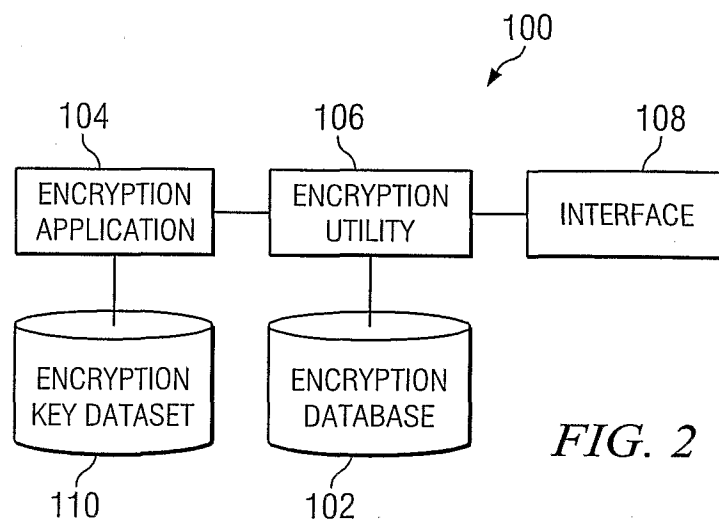 100
104
106
108
ENCRYPTION
APPLICATION
ENCRYPTION
UTILITY
INTERFACE
ENCRYPTION
KEY DATASET
ENCRYPTION
DATABASE
FIG. 2
110
102